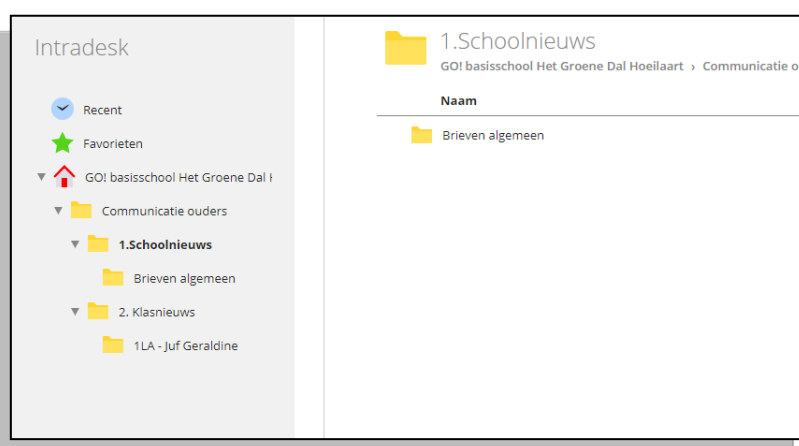 Intradesk
Recent
Favorieten
GO! basisschool Het Groene Dal
Communicatie ouders
1.Schoolnieuws
Brieven algemeen
2. Klasnieuws
1LA - Juf Geraldine
1.Schoolnieuws
GO! basisschool Het Groene Dal Hoeilaart › Communicatie
Naam
Brieven algemeen